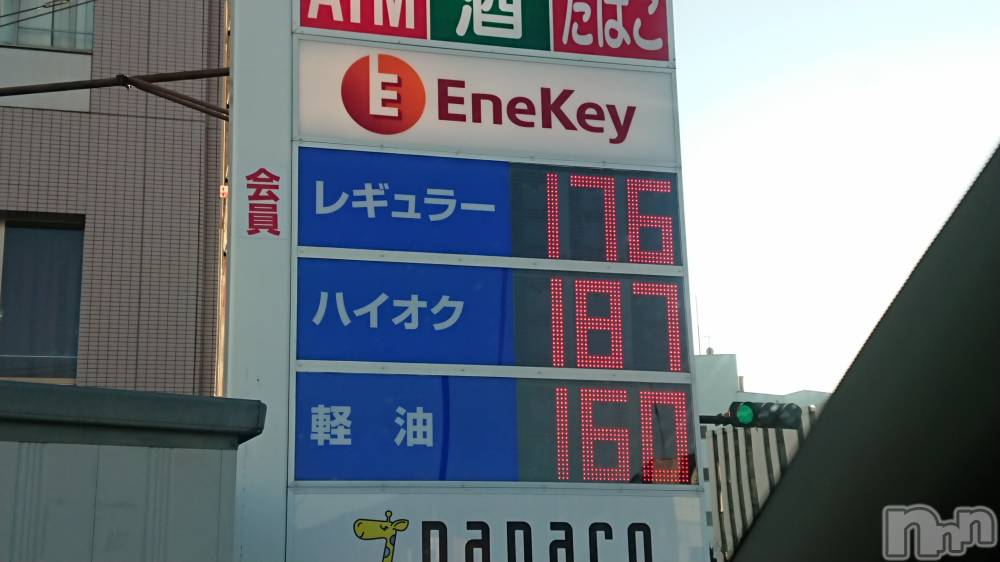 ATM 酒 たばこ
EneKey
会員
レギュラー 176
ハイオク 187
軽油 160
nanaco
nnn